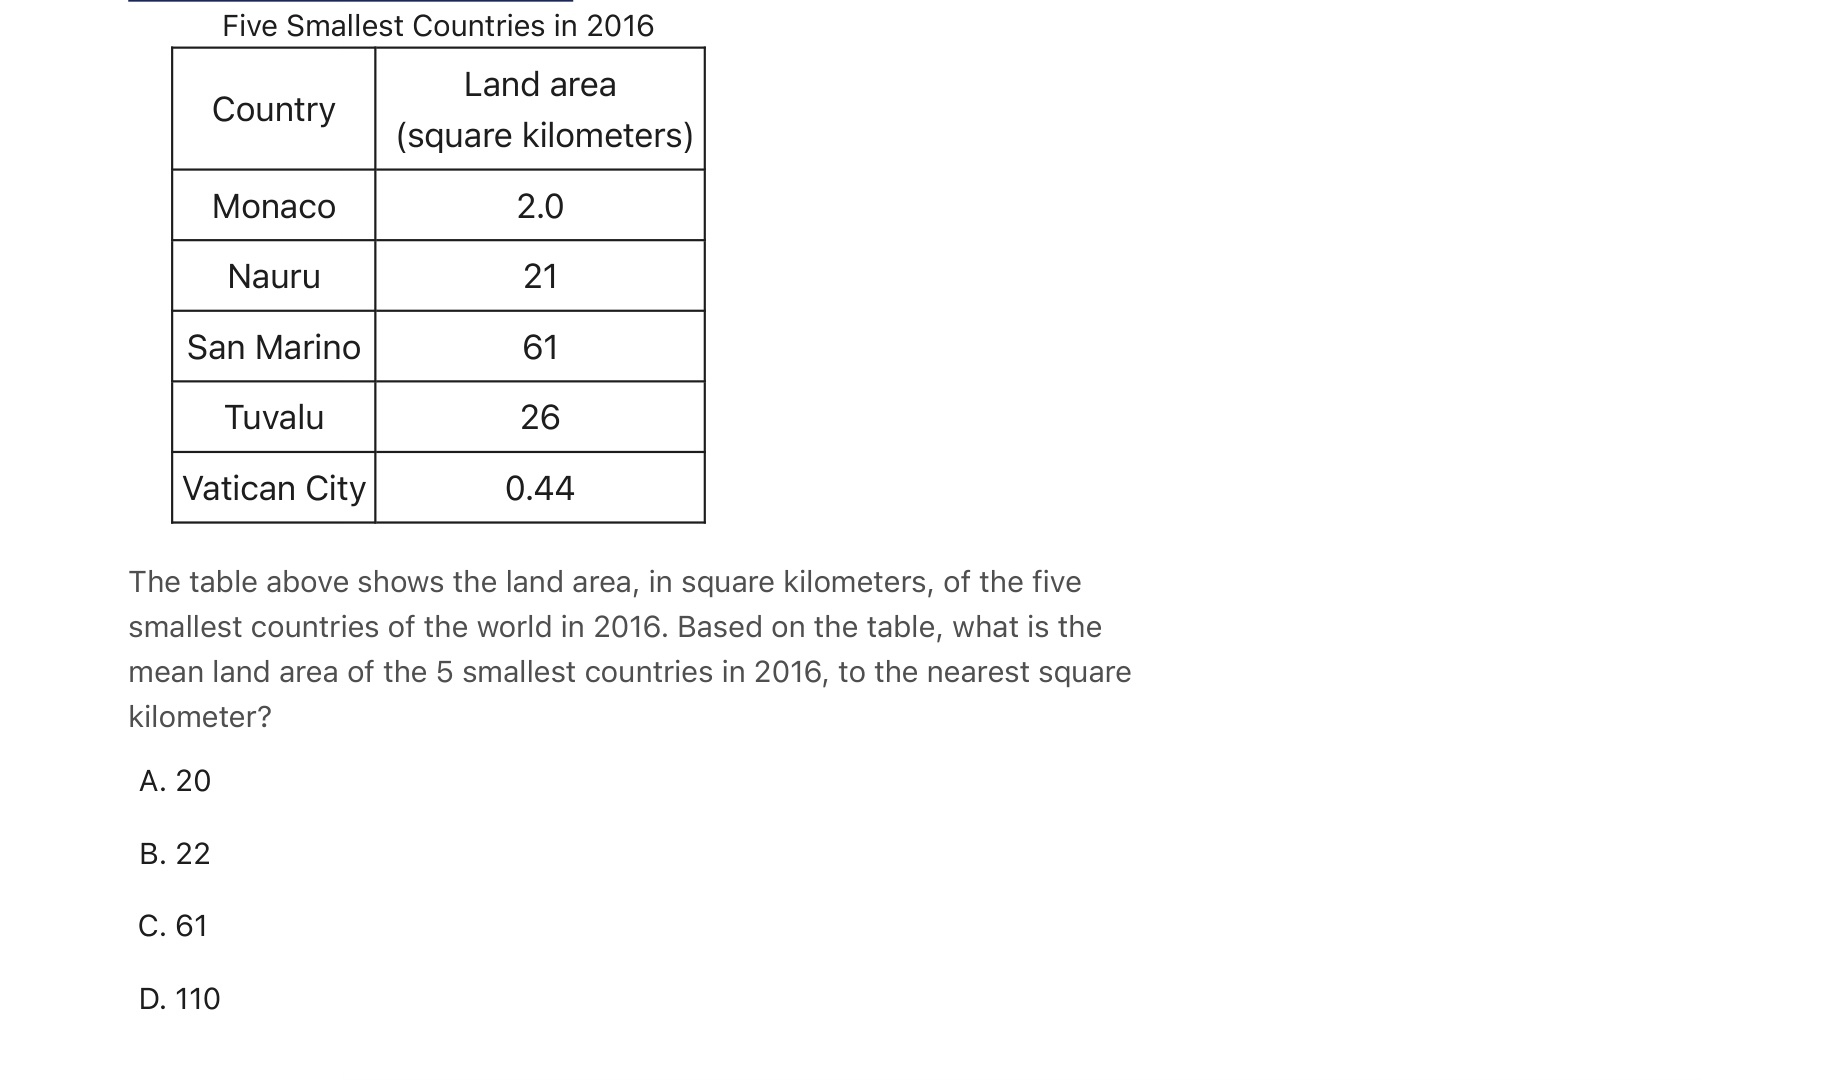 Five Smallest Countries in 2016
Country
Land area
(square kilometers)
Monaco
2.0
Nauru
21
San Marino
61
Tuvalu
26
Vatican City
0.44
The table above shows the land area, in square kilometers, of the five
smallest countries of the world in 2016. Based on the table, what is the
mean land area of the 5 smallest countries in 2016, to the nearest square
kilometer?
A. 20
B. 22
C. 61
D. 110